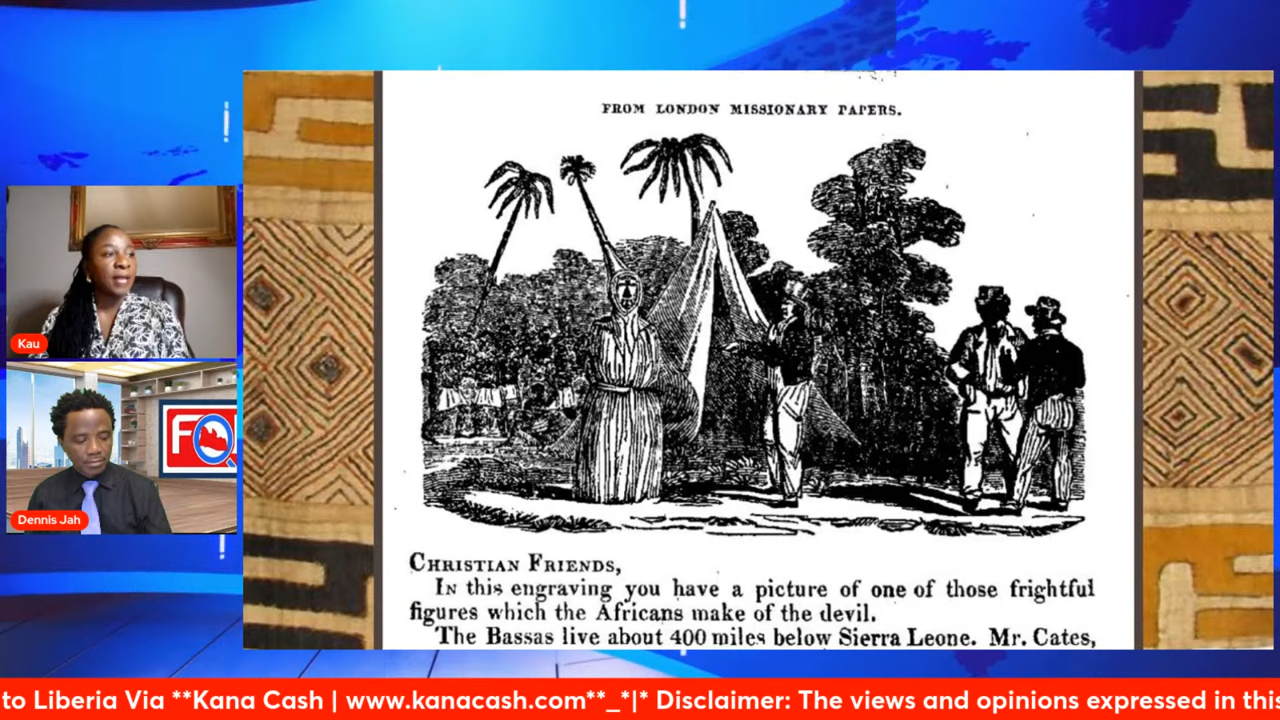 FROM LONDON MISSIONARY PAPERS.
Kau
FQ
Dennis Jah
CHRISTIAN FRIENDS,
IN this engraving you have a picture of one of those frightful
figures which the Africans make of the devil.
The Bassas live about 400 miles below Sierra Leone. Mr. Cates,
to Liberia Via **Kana Cash | www.kanacash.com**_*|* Disclaimer: The views and opinions expressed in this